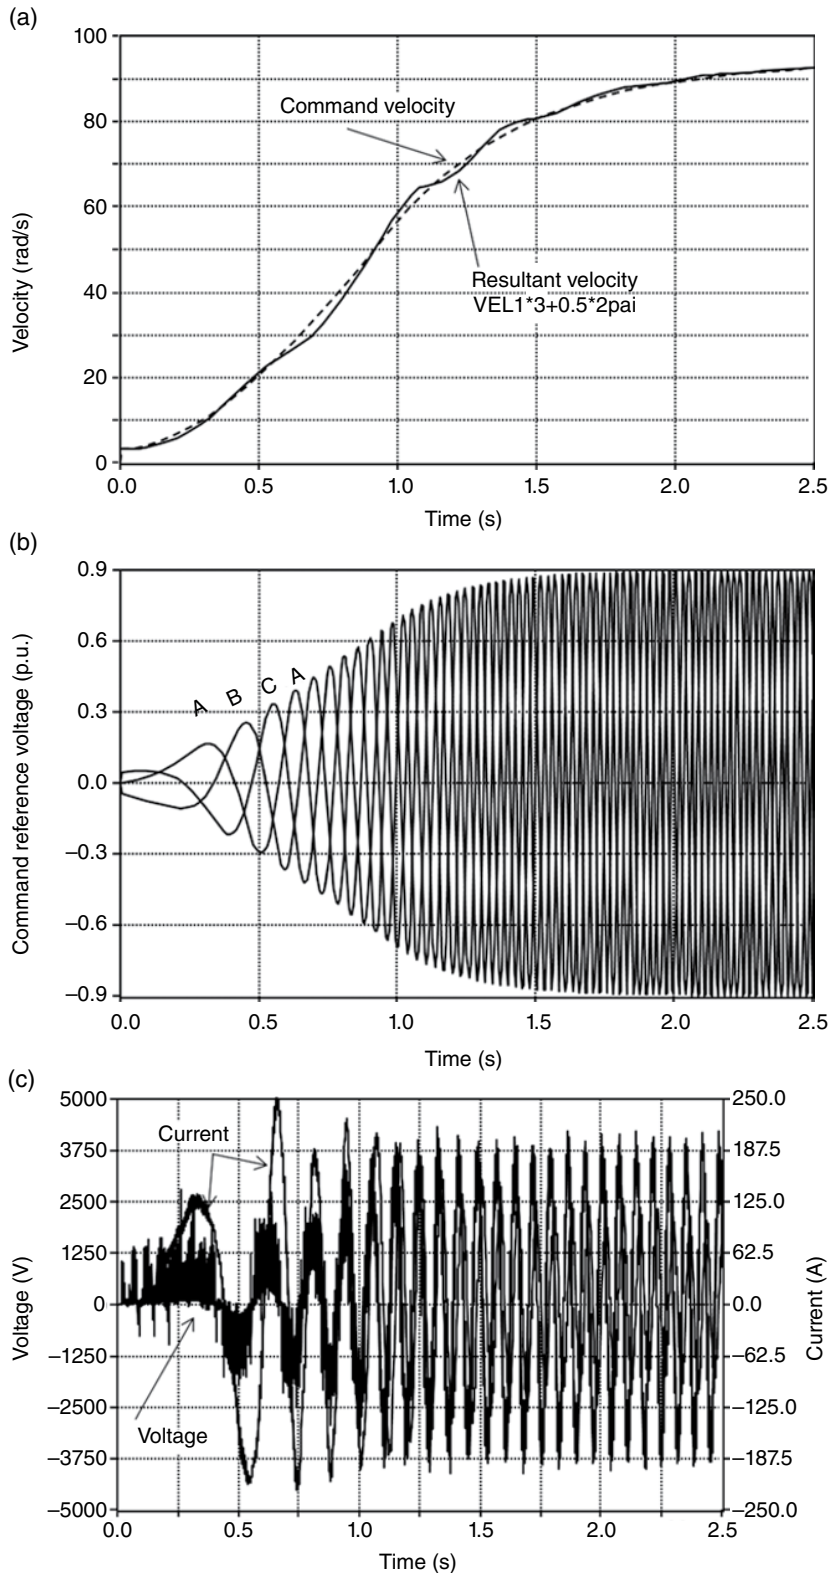 (a)
100
80
60
40
20
0
Velocity (rad/s)
Command velocity
Resultant velocity
VEL1*3+0.5*2pai
0.0 0.5 1.0 1.5 2.0 2.5
Time (s)
(b)
0.9
0.6
0.3
0.0
–0.3
–0.6
–0.9
Command reference voltage (p.u.)
A B C A
0.0 0.5 1.0 1.5 2.0 2.5
Time (s)
(c)
5000
3750
2500
1250
0
–1250
–2500
–3750
–5000
Voltage (V)
Current
Voltage
250.0
187.5
125.0
62.5
0.0
–62.5
–125.0
–187.5
–250.0
Current (A)
0.0 0.5 1.0 1.5 2.0 2.5
Time (s)